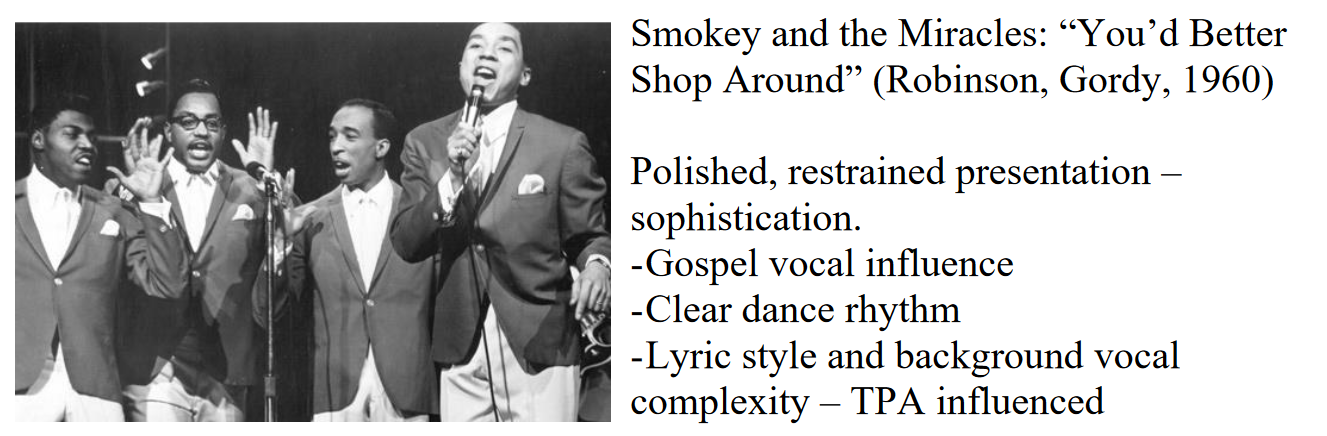 Smokey and the Miracles: “You’d Better
Shop Around” (Robinson, Gordy, 1960)
Polished, restrained presentation –
sophistication.
-Gospel vocal influence
-Clear dance rhythm
-Lyric style and background vocal
complexity – TPA influenced